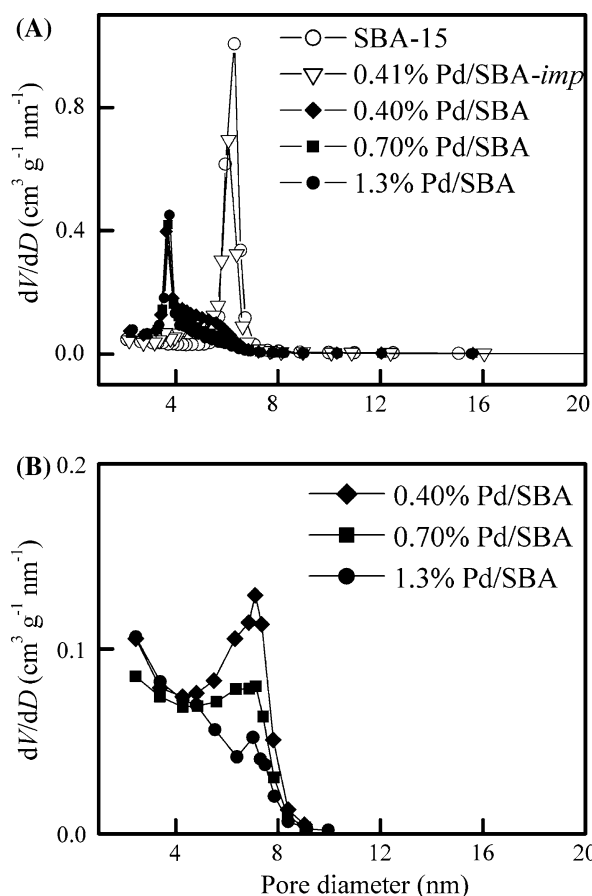 (A)
SBA-15
0.41% Pd/SBA-imp
0.40% Pd/SBA
0.70% Pd/SBA
1.3% Pd/SBA
dV/dD (cm³ g⁻¹ nm⁻¹)
0.8
0.4
0.0
4 8 12 16 20
(B)
0.40% Pd/SBA
0.70% Pd/SBA
1.3% Pd/SBA
dV/dD (cm³ g⁻¹ nm⁻¹)
0.2
0.1
0.0
4 8 12 16 20
Pore diameter (nm)